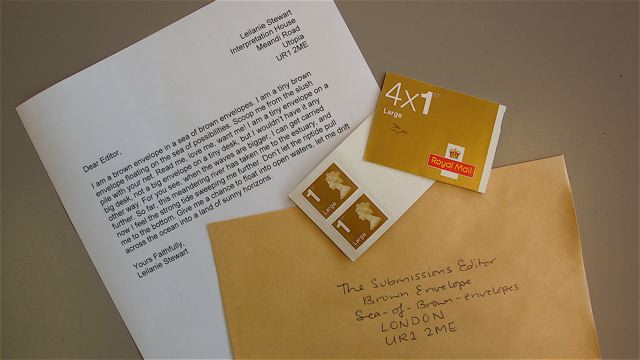 Leilanie Stewart
Interpretation House
Meandi Road
Utopia
UR1 2ME
Dear Editor,
I am a brown envelope in a sea of brown envelopes. I am a tiny brown
envelope floating on the sea of possibilities. Scoop me from the slush
pile with your net. Read me, love me, want me! I am a tiny envelope on a
big desk, not a big envelope on a tiny desk, but I wouldn't have it any
other way. For you see, when the waves are bigger, I can get carried
further. So far, this meandering river has taken me to the estuary, and
now I feel the strong tide sweeping me further. Don't let the riptide pull
me to the bottom. Give me a chance to float into open waters, let me drift
across the ocean into a land of sunny horizons.
Yours Faithfully,
Leilanie Stewart
4x1ST
Large
Royal Mail
1
Large
1
Large
The Submissions Editor
Brown Envelope
Sea-of-Brown-envelopes
LONDON
UR1 2ME